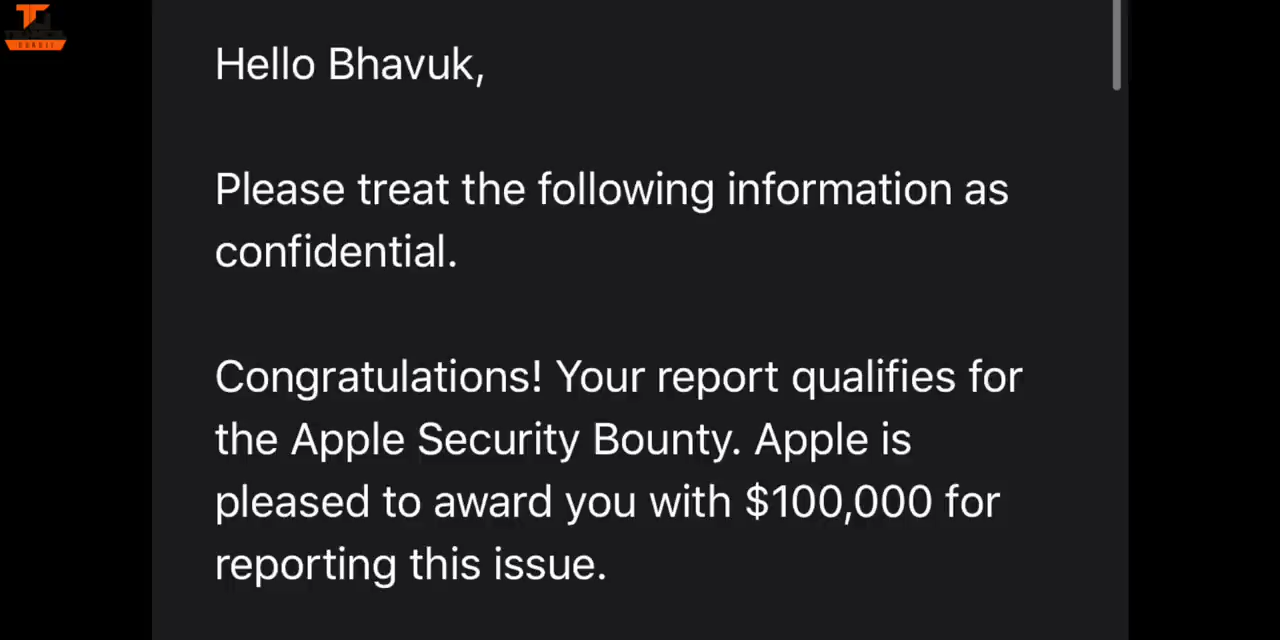 Hello Bhavuk,
Please treat the following information as
confidential.
Congratulations! Your report qualifies for
the Apple Security Bounty. Apple is
pleased to award you with $100,000 for
reporting this issue.